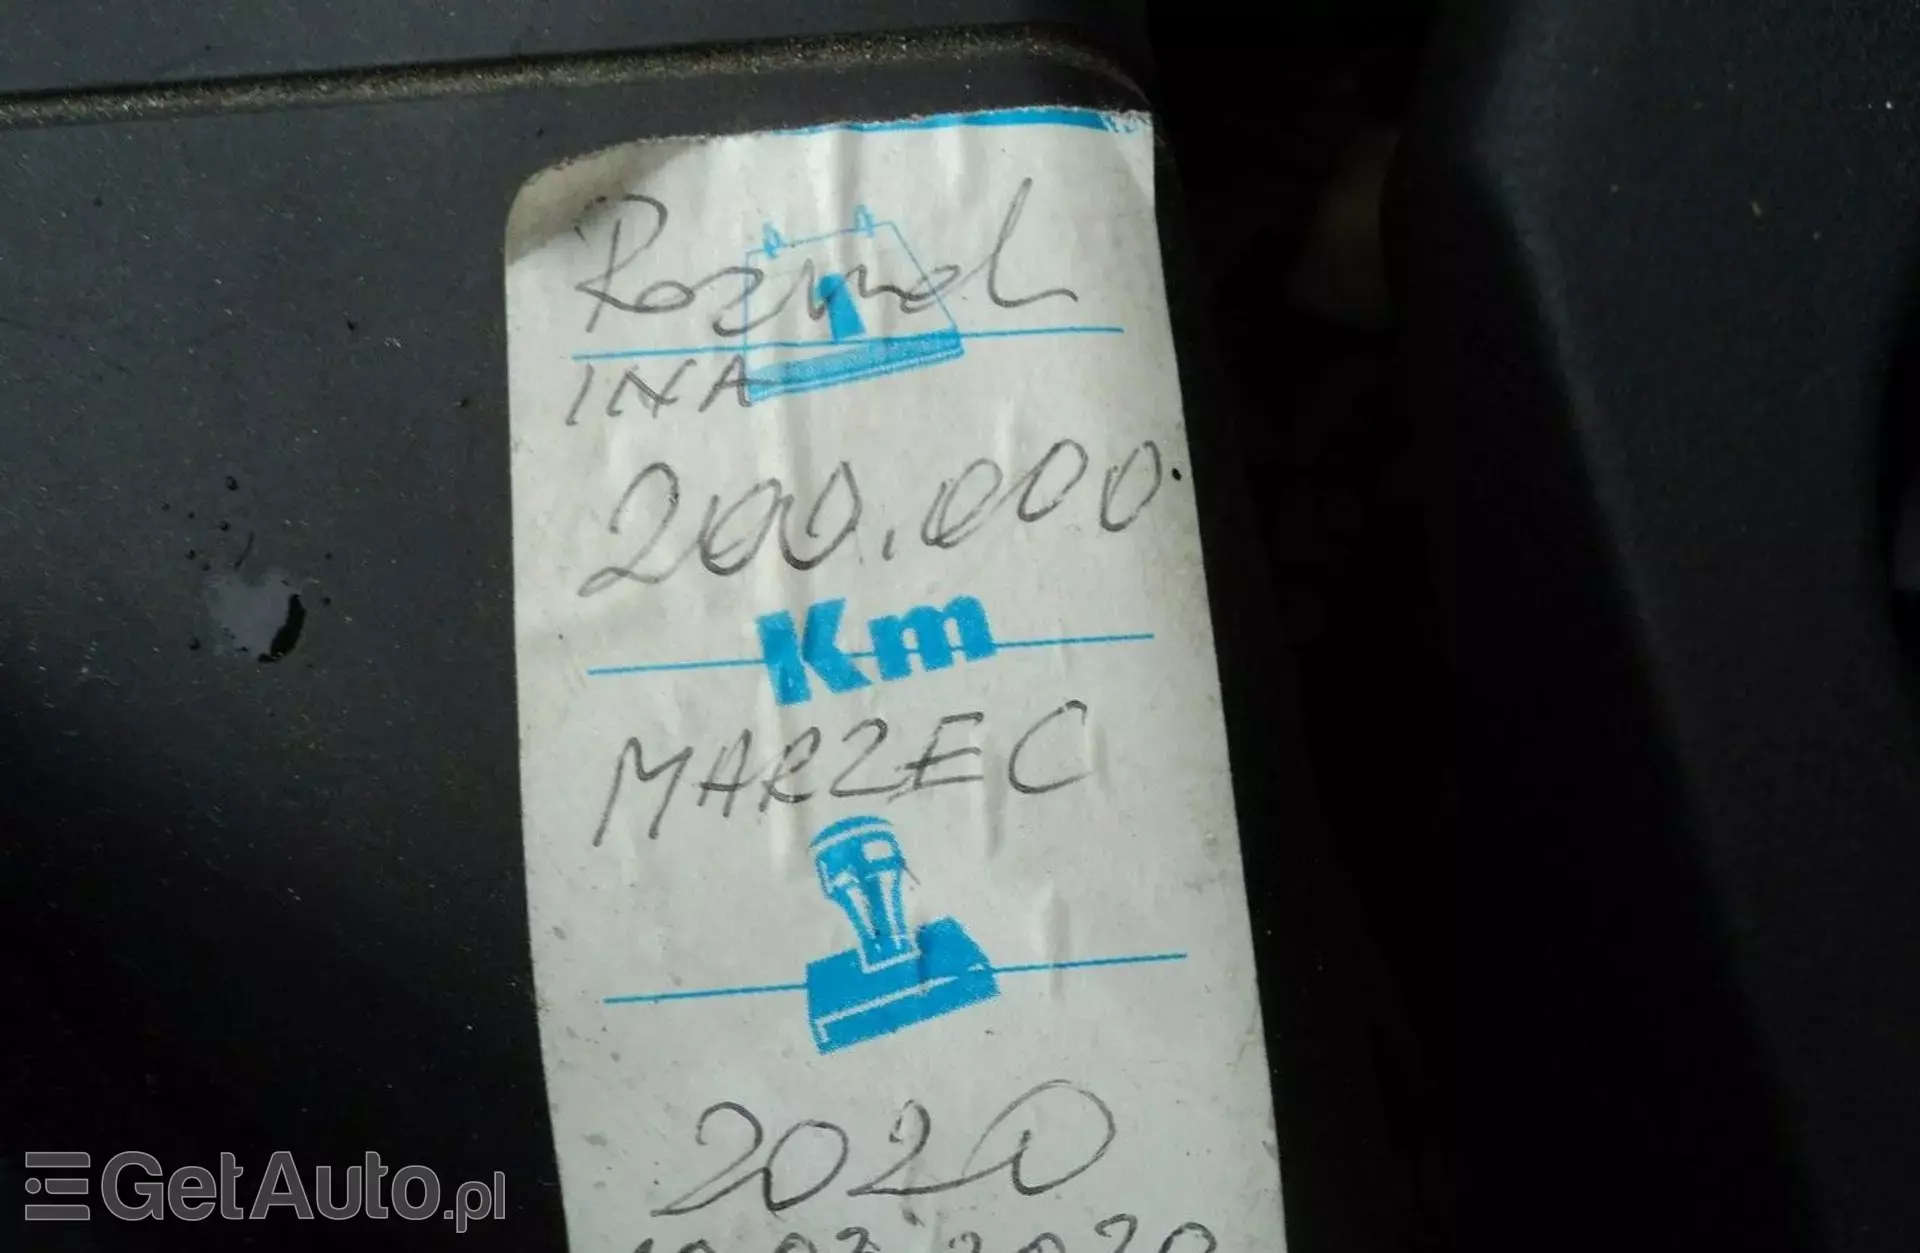 Rozrząd
INA
200.000
Km
MARZEC
2020
GetAuto.pl